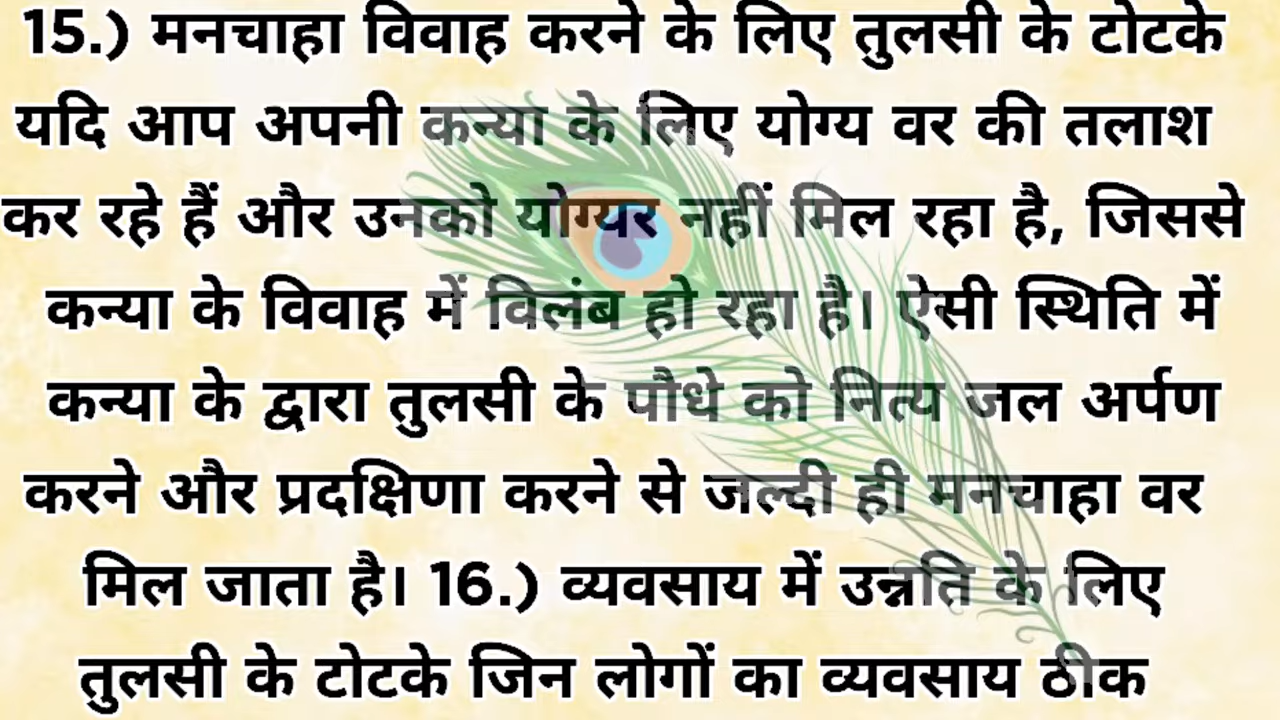 15.) मनचाहा विवाह करने के लिए तुलसी के टोटके
यदि आप अपनी कन्या के लिए योग्य वर की तलाश
कर रहे हैं और उनको योग्यर नहीं मिल रहा है, जिससे
कन्या के विवाह में विलंब हो रहा है। ऐसी स्थिति में
कन्या के द्वारा तुलसी के पौधे को नित्य जल अर्पण
करने और प्रदक्षिणा करने से जल्दी ही मनचाहा वर
मिल जाता है। 16.) व्यवसाय में उन्नति के लिए
तुलसी के टोटके जिन लोगों का व्यवसाय ठीक